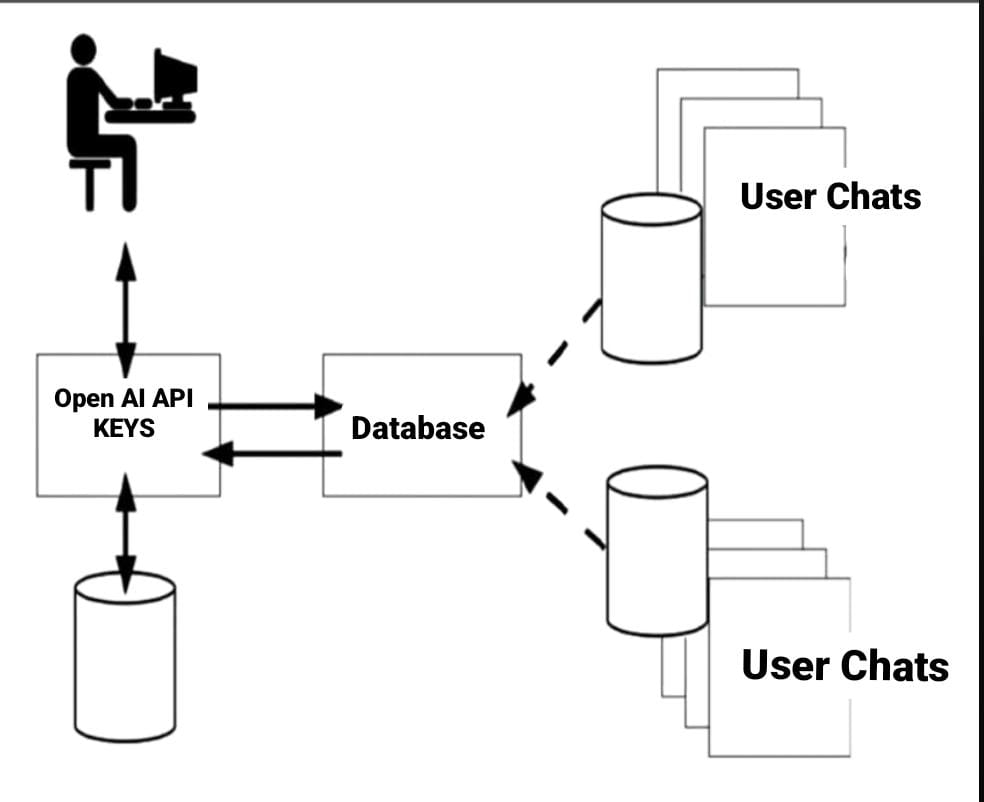 User Chats
Open AI API
KEYS
Database
User Chats